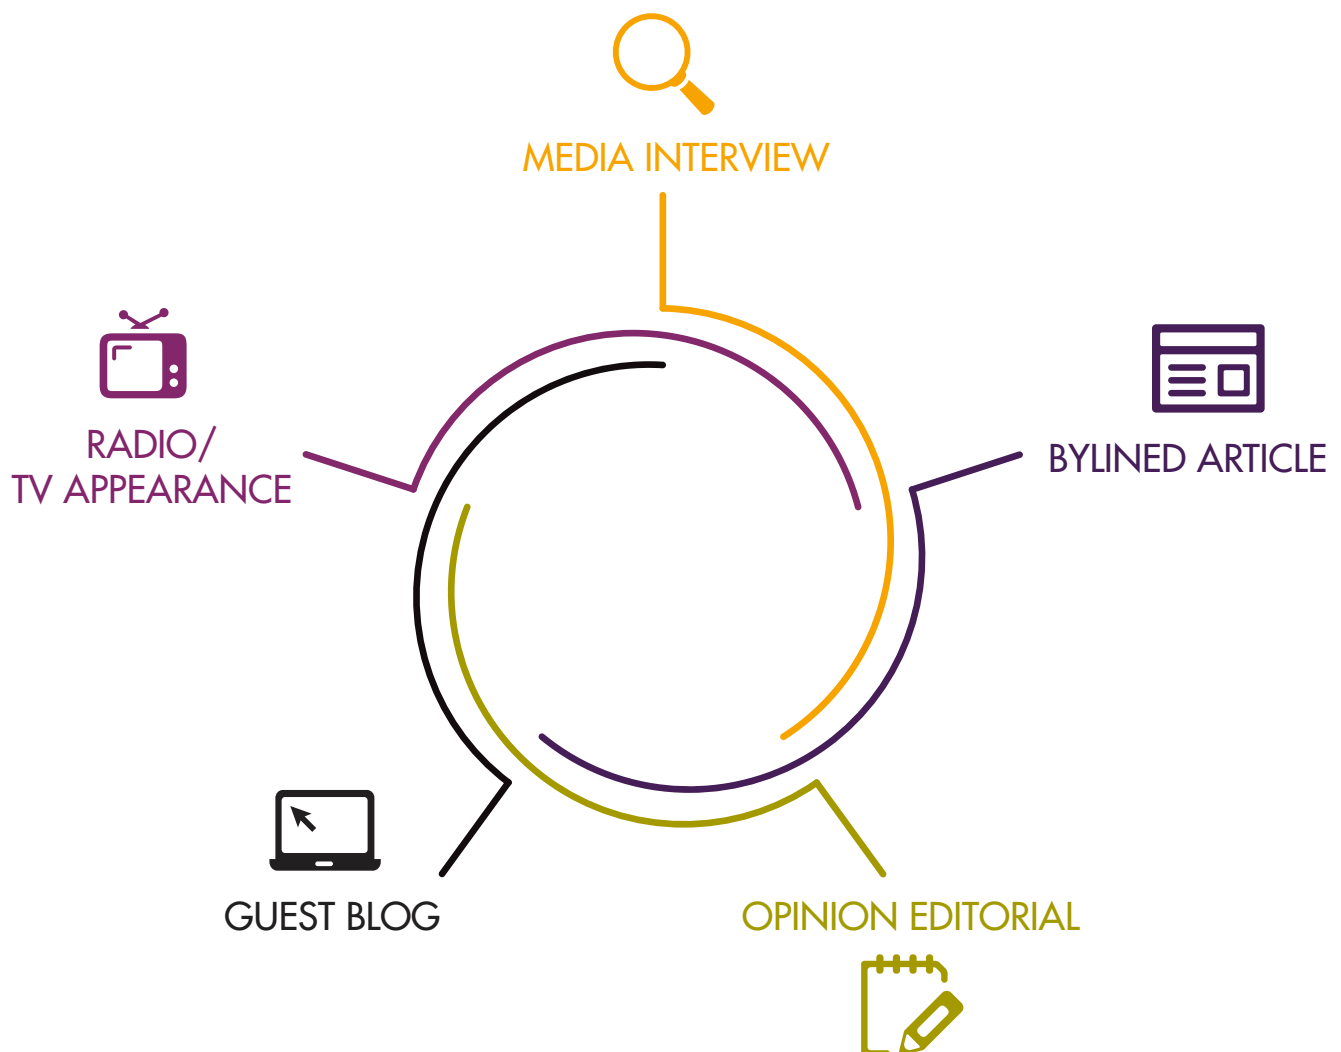 MEDIA INTERVIEW
BYLINED ARTICLE
RADIO/
TV APPEARANCE
GUEST BLOG
OPINION EDITORIAL